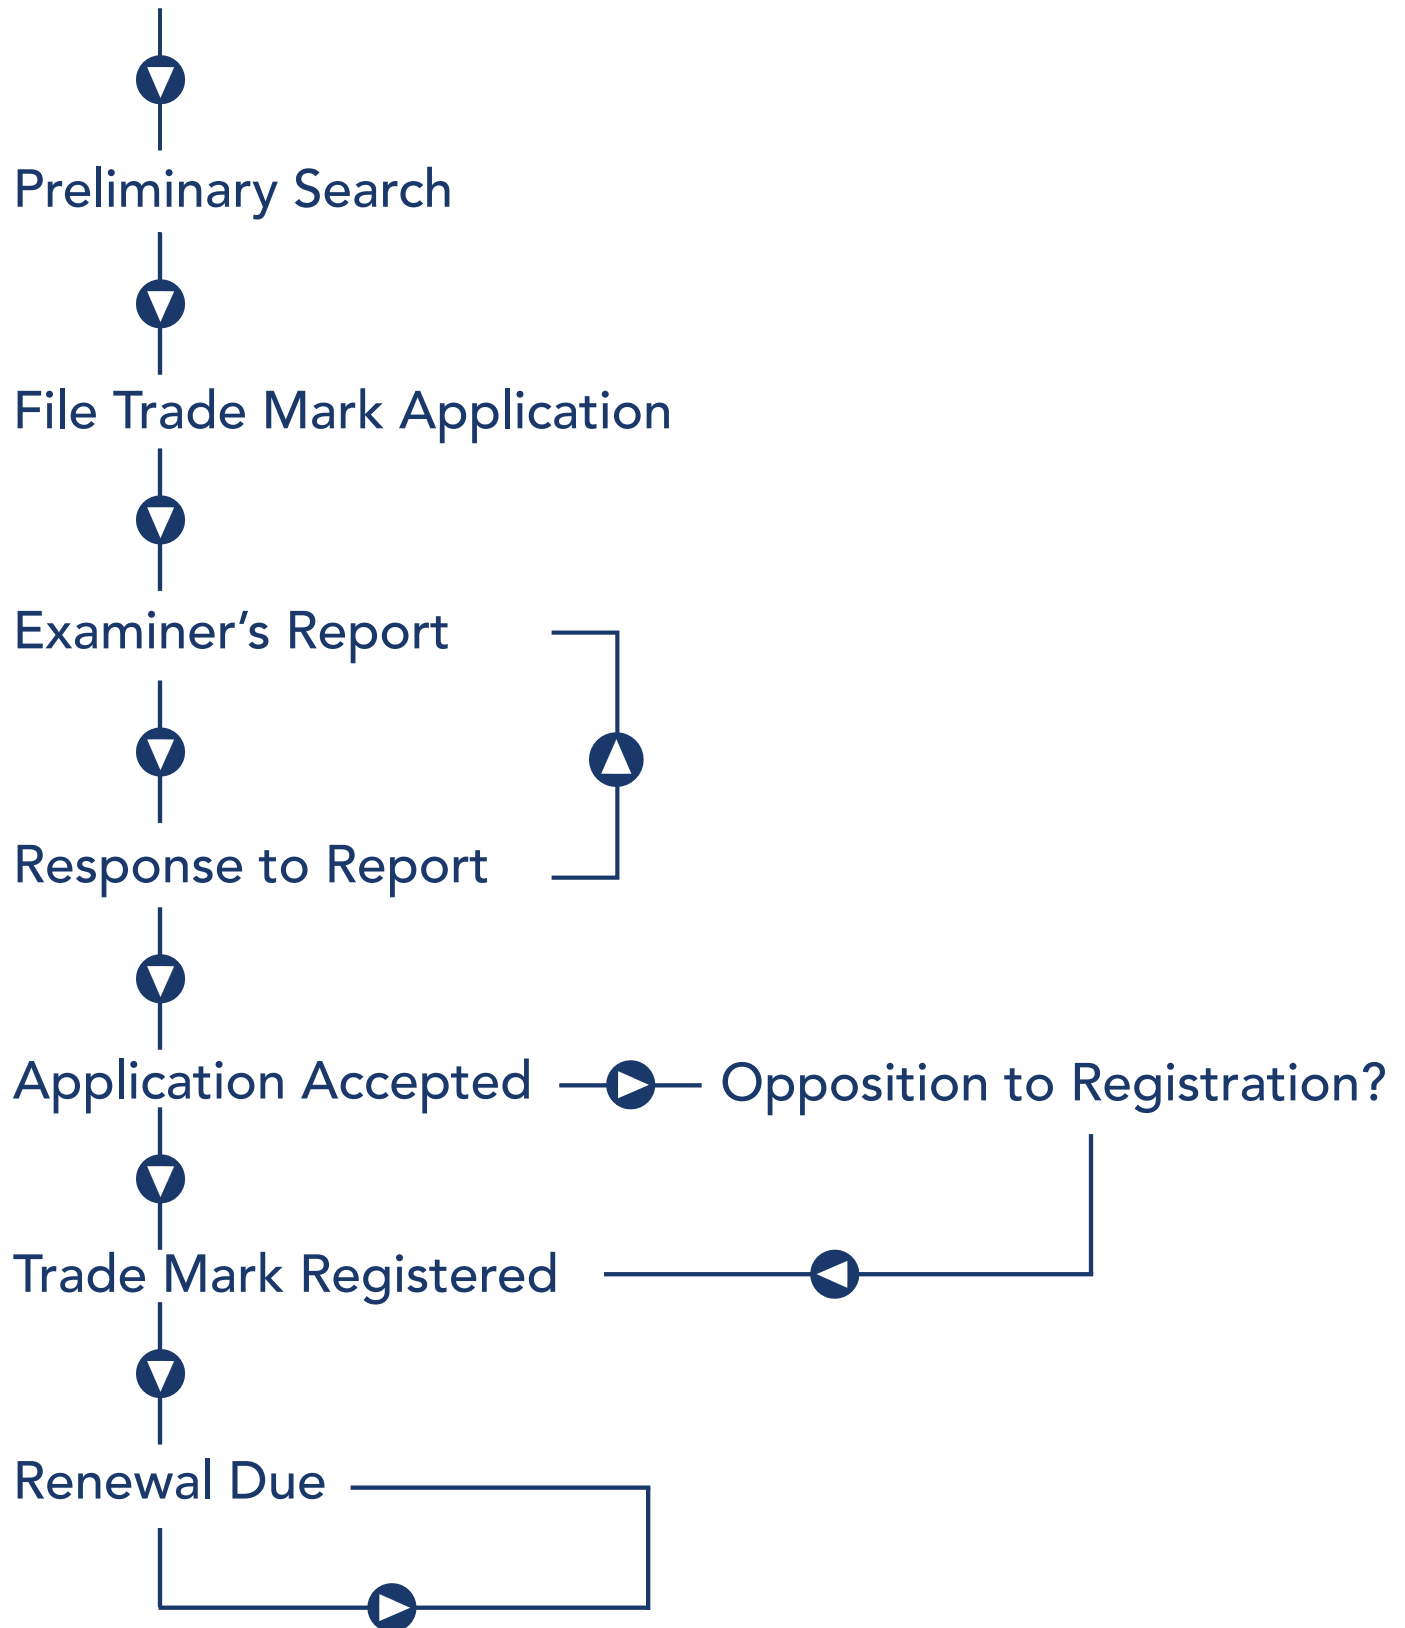 Preliminary Search
File Trade Mark Application
Examiner’s Report
Response to Report
Application Accepted
Opposition to Registration?
Trade Mark Registered
Renewal Due